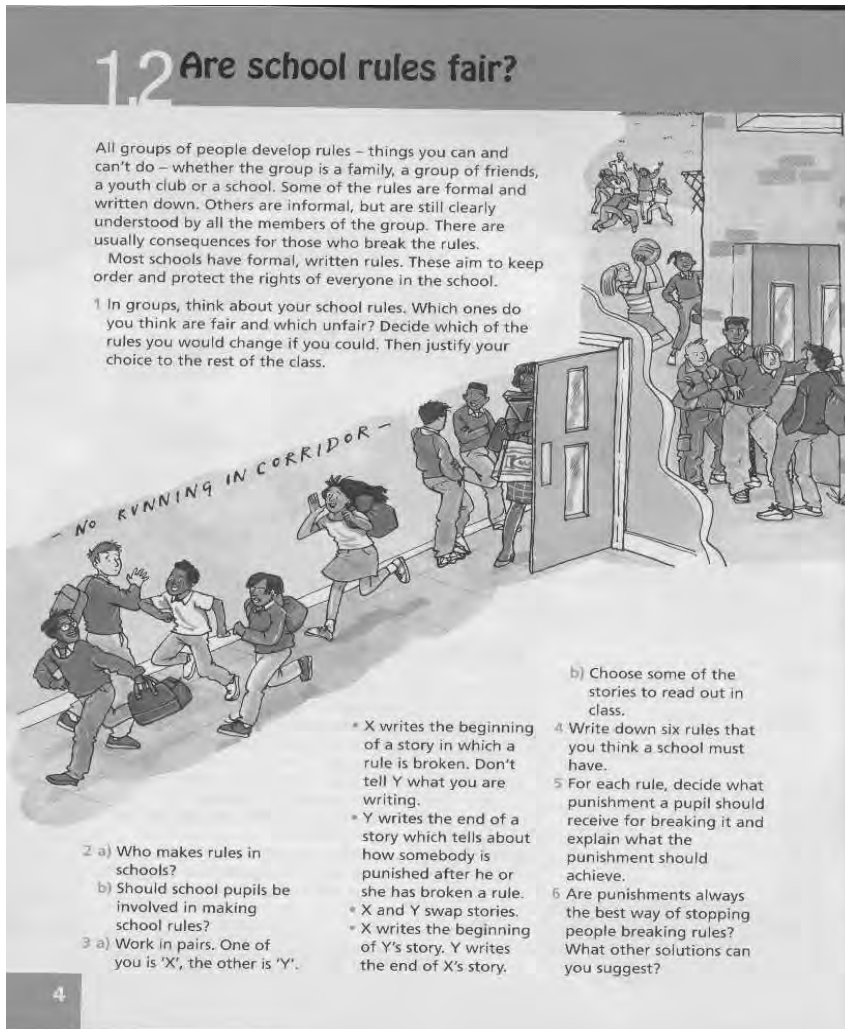 1.2 Are school rules fair?
All groups of people develop rules – things you can and
can't do – whether the group is a family, a group of friends,
a youth club or a school. Some of the rules are formal and
written down. Others are informal, but are still clearly
understood by all the members of the group. There are
usually consequences for those who break the rules.
Most schools have formal, written rules. These aim to keep
order and protect the rights of everyone in the school.
1 In groups, think about your school rules. Which ones do
you think are fair and which unfair? Decide which of the
rules you would change if you could. Then justify your
choice to the rest of the class.
– NO RUNNING IN CORRIDOR –
2 a) Who makes rules in
schools?
b) Should school pupils be
involved in making
school rules?
3 a) Work in pairs. One of
you is 'X', the other is 'Y'.
• X writes the beginning
of a story in which a
rule is broken. Don't
tell Y what you are
writing.
• Y writes the end of a
story which tells about
how somebody is
punished after he or
she has broken a rule.
• X and Y swap stories.
• X writes the beginning
of Y's story. Y writes
the end of X's story.
b) Choose some of the
stories to read out in
class.
4 Write down six rules that
you think a school must
have.
5 For each rule, decide what
punishment a pupil should
receive for breaking it and
explain what the
punishment should
achieve.
6 Are punishments always
the best way of stopping
people breaking rules?
What other solutions can
you suggest?
4